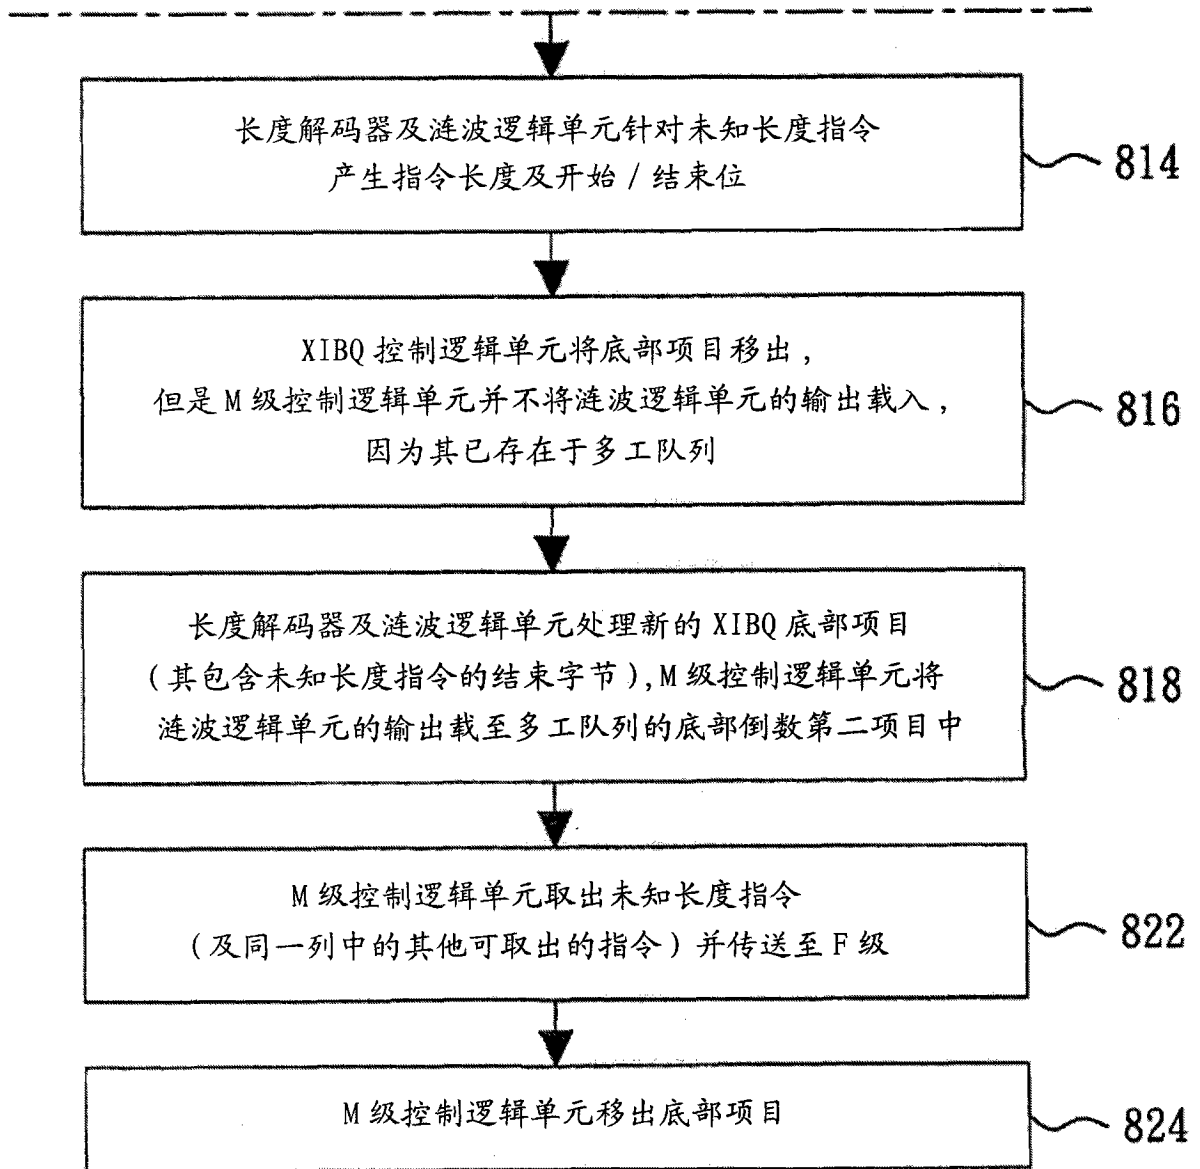 长度解码器及涟波逻辑单元针对未知长度指令
产生指令长度及开始/结束位
814
XIBQ控制逻辑单元将底部项目移出,
但是M级控制逻辑单元并不将涟波逻辑单元的输出载入,
因为其已存在于多工队列
816
长度解码器及涟波逻辑单元处理新的XIBQ底部项目
(其包含未知长度指令的结束字节),M级控制逻辑单元将
涟波逻辑单元的输出载至多工队列的底部倒数第二项目中
818
M级控制逻辑单元取出未知长度指令
(及同一列中的其他可取出的指令)并传送至F级
822
M级控制逻辑单元移出底部项目
824